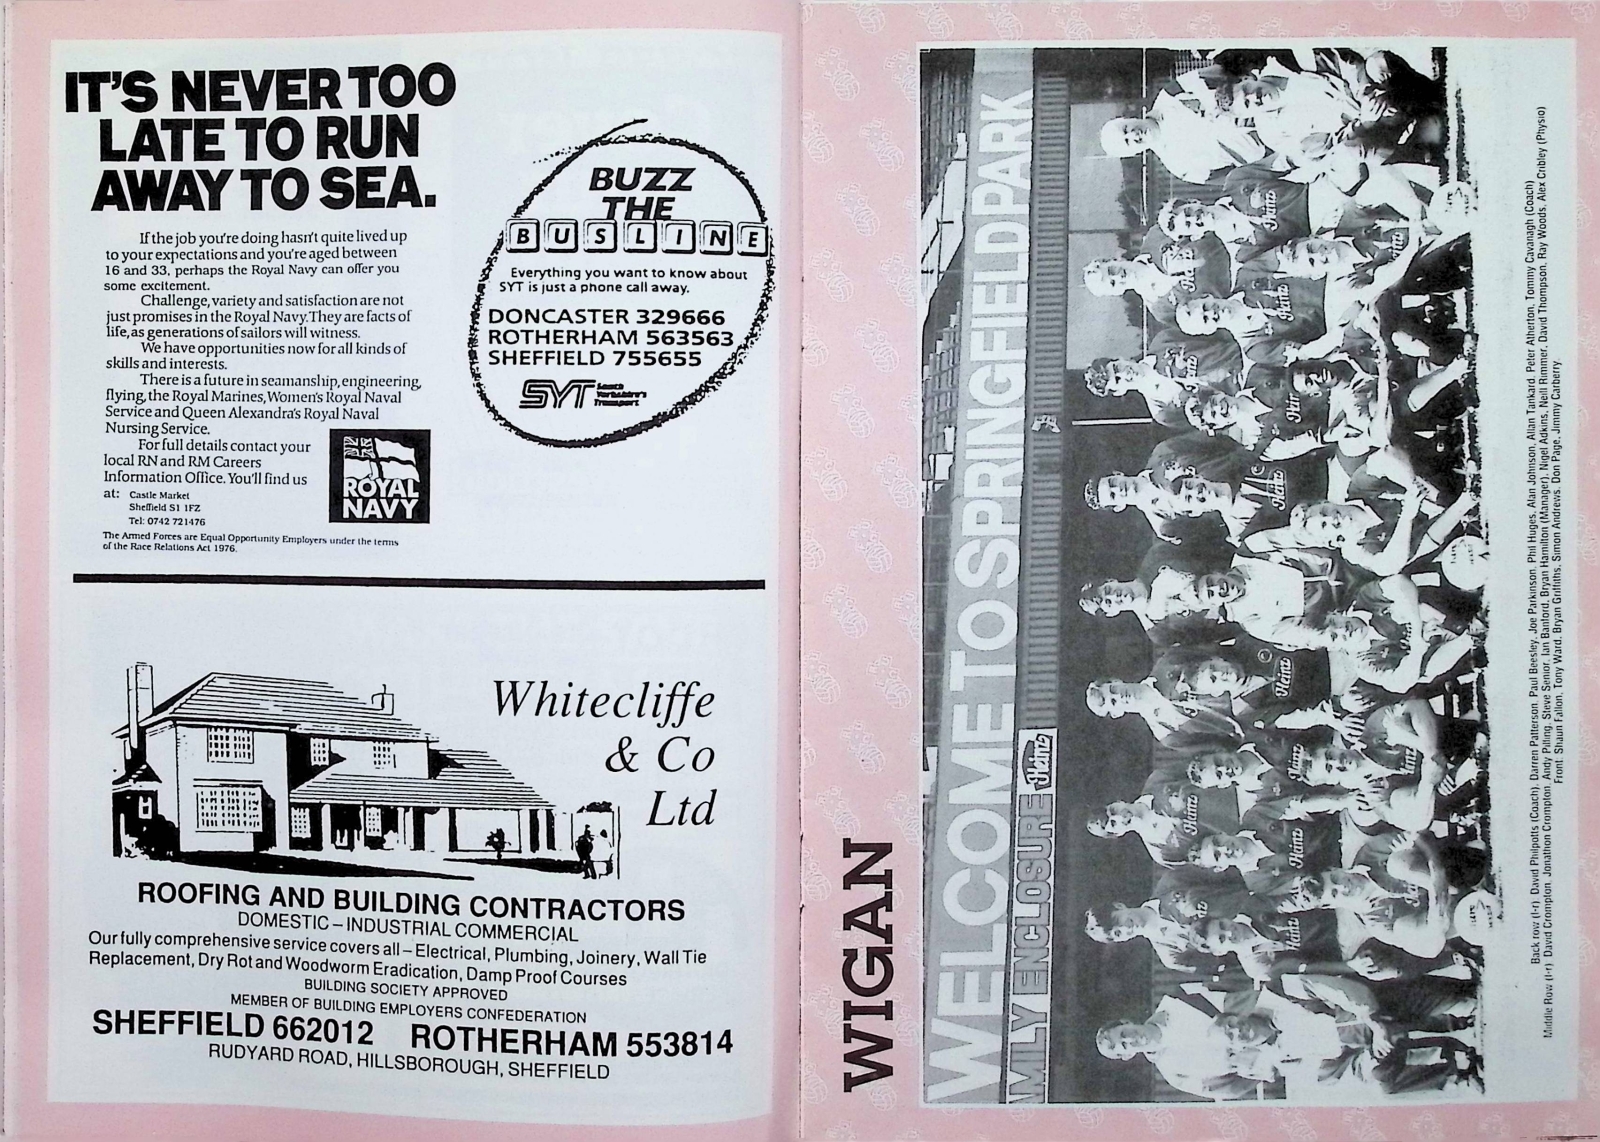 IT'S NEVER TOO
LATE TO RUN
AWAY TO SEA.
If the job you're doing hasn't quite lived up
to your expectations and you're aged between
16 and 33, perhaps the Royal Navy can offer you
some excitement.
Challenge, variety and satisfaction are not
just promises in the Royal Navy. They are facts of
life, as generations of sailors will witness.
We have opportunities now for all kinds of
skills and interests.
There is a future in seamanship, engineering,
flying, the Royal Marines, Women's Royal Naval
Service and Queen Alexandra's Royal Naval
Nursing Service.
For full details contact your
local RN and RM Careers
Information Office. You'll find us
at: Castle Market
Sheffield S1 1FZ
Tel: 0742 721476
The Armed Forces are Equal Opportunity Employers under the terms
of the Race Relations Act 1976.
ROYAL
NAVY
BUZZ
THE
BUSLINE
Everything you want to know about
SYT is just a phone call away.
DONCASTER 329666
ROTHERHAM 563563
SHEFFIELD 755655
SYT South
Yorkshire's
Transport
Whitecliffe
& Co
Ltd
ROOFING AND BUILDING CONTRACTORS
DOMESTIC – INDUSTRIAL COMMERCIAL
Our fully comprehensive service covers all – Electrical, Plumbing, Joinery, Wall Tie
Replacement, Dry Rot and Woodworm Eradication, Damp Proof Courses
BUILDING SOCIETY APPROVED
MEMBER OF BUILDING EMPLOYERS CONFEDERATION
SHEFFIELD 662012 ROTHERHAM 553814
RUDYARD ROAD, HILLSBOROUGH, SHEFFIELD
WIGAN
WELCOME TO SPRINGFIELD PARK
MILY ENCLOSURE Heinz
Back row (l-r) David Philpotts (Coach), Darren Patterson, Paul Beesley, Joe Parkinson, Phil Huges, Alan Johnson, Allan Tankard, Peter Atherton, Tommy Cavanagh (Coach)
Middle Row (l-r) David Crompton, Jonathon Crompton, Andy Pilling, Steve Senior, Ian Banford, Bryan Hamilton (Manager), Nigel Adkins, Neill Rimmer, David Thompson, Ray Woods, Alex Cribley (Physio)
Front: Shaun Fallon, Tony Ward, Bryan Griffiths, Simon Andrews, Don Page, Jimmy Carberry.